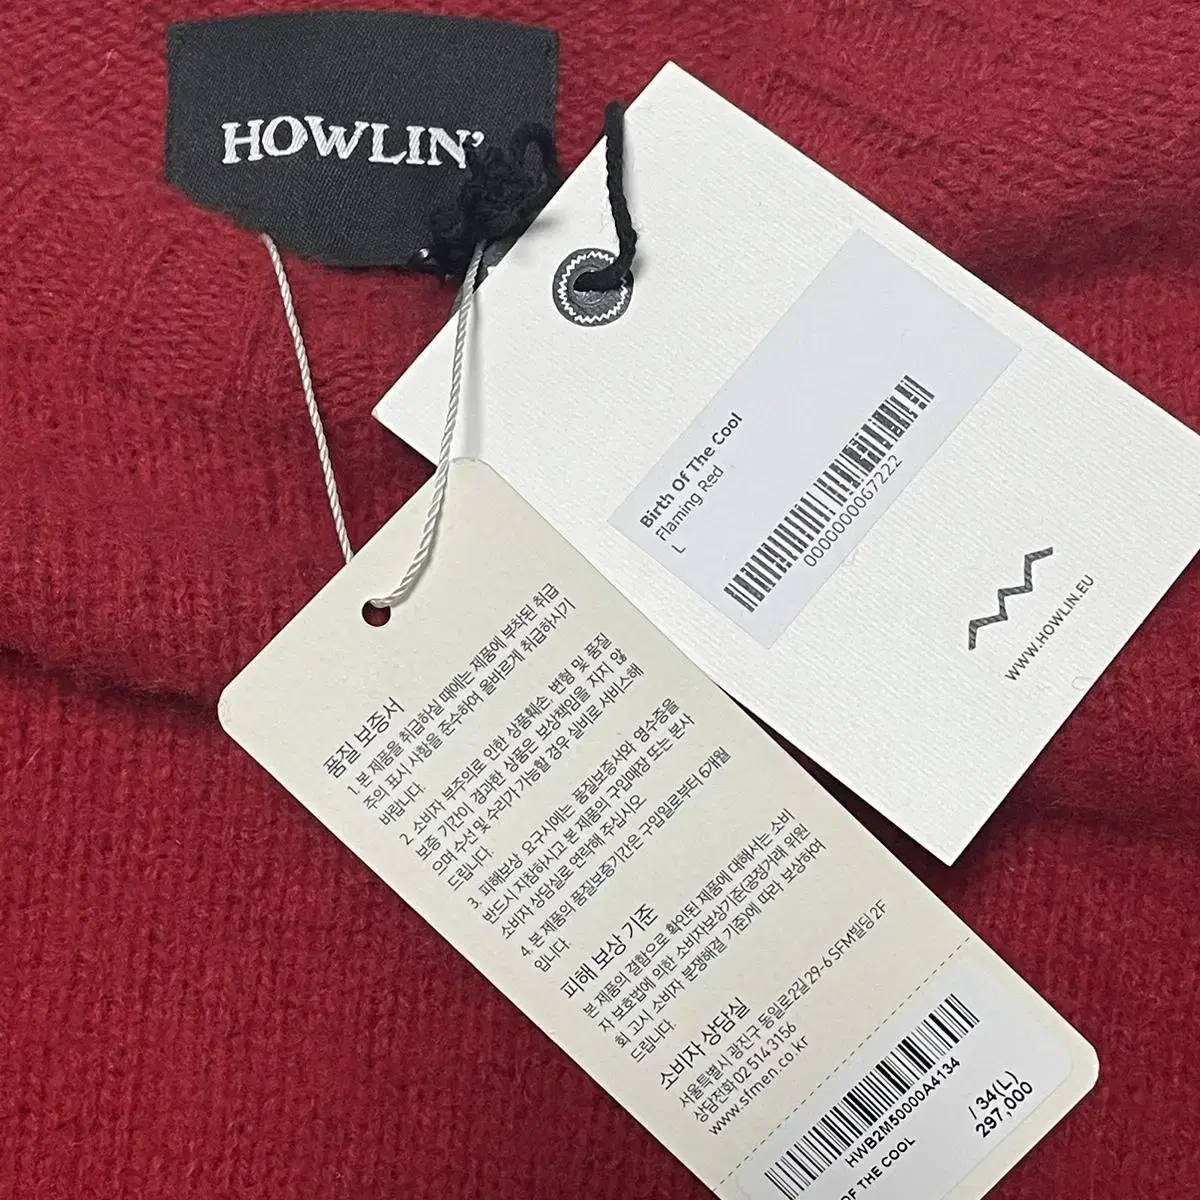 HOWLIN'
Birth Of The Cool
Flaming Red
L
0000000067222
WWW.HOWLIN.EU
품질 보증서
1. 본 제품을 취급하실 때에는 제품에 부착된 취급
주의 표시 사항을 준수하여 올바르게 취급하시기
바랍니다.
2. 소비자 부주의로 인한 상품훼손, 변형 및 품질
보증 기간이 경과한 상품은 보상책임을 지지 않
으며 수선 및 수리가 가능할 경우 실비로 서비스해
드립니다.
3. 피해보상 요구시에는 품질보증서와 영수증을
반드시 지참하시고 본 제품의 구입매장 또는 본사
소비자 상담실로 연락해 주십시오
4. 본 제품의 품질보증기간은 구입일로부터 6개월
입니다.
피해 보상 기준
본 제품의 결함으로 확인된 제품에 대해서는 소비
자 보호법에 의한 소비자보상기준(공정거래 위원
회 고시 소비자 분쟁해결 기준)에 따라 보상하여
드립니다.
소비자 상담실
서울특별시 광진구 동일로2길 29-6 SFM빌딩 2F
상담전화 02 514 3156
www.sfmen.co.kr
HWB2M50000A4134
OF THE COOL
/ 34(L)
297,000